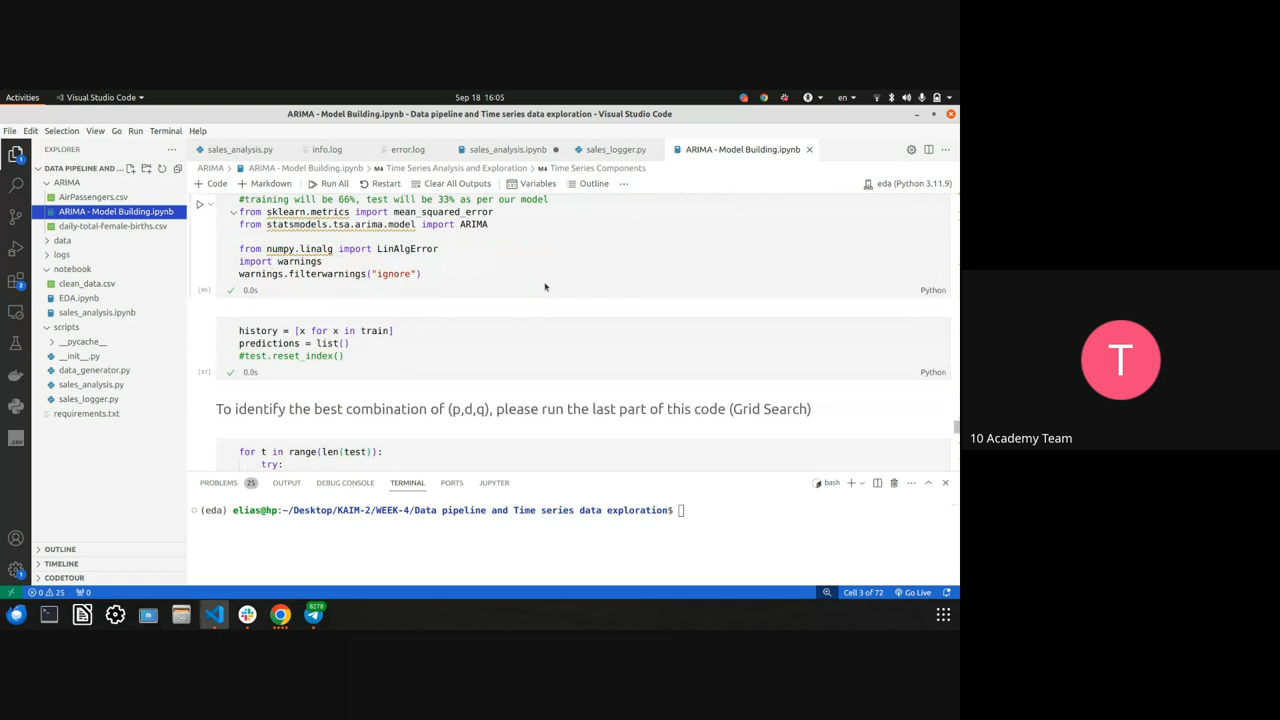 Activities
Visual Studio Code
Sep 18 16:05
en
ARIMA - Model Building.ipynb - Data pipeline and Time series data exploration - Visual Studio Code
File Edit Selection View Go Run Terminal Help
EXPLORER
sales_analysis.py
info.log
error.log
sales_analysis.ipynb
sales_logger.py
ARIMA - Model Building.ipynb
DATA PIPELINE AND ...
ARIMA
AirPassengers.csv
ARIMA - Model Building.ipynb
daily-total-female-births.csv
data
logs
notebook
clean_data.csv
EDA.ipynb
sales_analysis.ipynb
scripts
__pycache__
__init__.py
data_generator.py
sales_analysis.py
sales_logger.py
requirements.txt
OUTLINE
TIMELINE
CODETOUR
ARIMA > ARIMA - Model Building.ipynb > Time Series Analysis and Exploration > Time Series Components
+ Code + Markdown Run All Restart Clear All Outputs Variables Outline ...
eda (Python 3.11.9)
#training will be 66%, test will be 33% as per our model
from sklearn.metrics import mean_squared_error
from statsmodels.tsa.arima.model import ARIMA
from numpy.linalg import LinAlgError
import warnings
warnings.filterwarnings("ignore")
[96] 0.0s Python
history = [x for x in train]
predictions = list()
#test.reset_index()
[97] 0.0s Python
To identify the best combination of (p,d,q), please run the last part of this code (Grid Search)
for t in range(len(test)):
try:
PROBLEMS 25 OUTPUT DEBUG CONSOLE TERMINAL PORTS JUPYTER
bash
(eda) elias@hp:~/Desktop/KAIM-2/WEEK-4/Data pipeline and Time series data exploration$
0 25 0
Cell 3 of 72
Go Live
8278
T
10 Academy Team